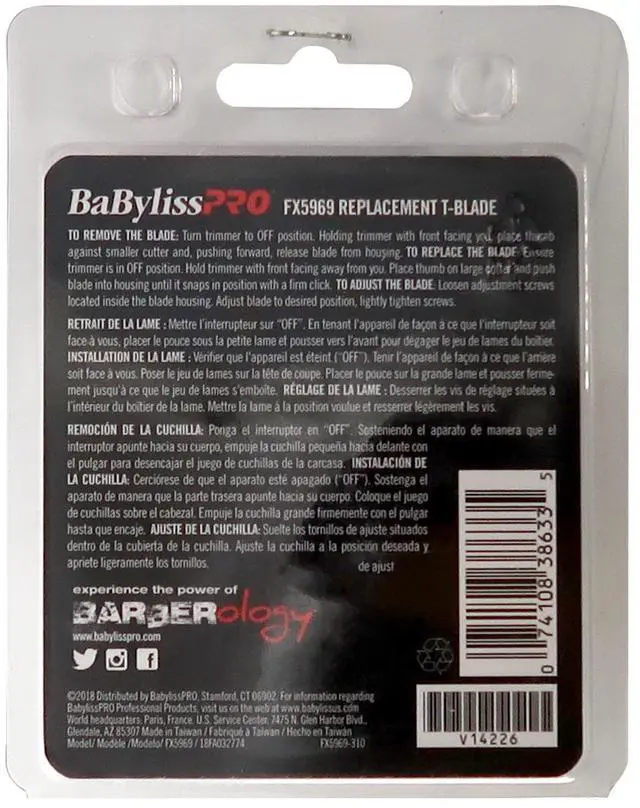 BaBylissPRO FX5969 REPLACEMENT T-BLADE
TO REMOVE THE BLADE: Turn trimmer to OFF position. Holding trimmer with front facing you, place thumb
against smaller cutter and, pushing forward, release blade from housing. TO REPLACE THE BLADE: Ensure
trimmer is in OFF position. Hold trimmer with front facing away from you. Place thumb on large cutter and push
blade into housing until it snaps in position with a firm click. TO ADJUST THE BLADE: Loosen adjustment screws
located inside the blade housing. Adjust blade to desired position, lightly tighten screws.
RETRAIT DE LA LAME : Mettre l'interrupteur sur "OFF". En tenant l'appareil de façon à ce que l'interrupteur soit
face à vous, placer le pouce sous la petite lame et pousser vers l'avant pour dégager le jeu de lames du boîtier.
INSTALLATION DE LA LAME : Vérifier que l'appareil est éteint ("OFF"). Tenir l'appareil de façon à ce que l'arrière
soit face à vous. Poser le jeu de lames sur la tête de coupe. Placer le pouce sur la grande lame et pousser ferme-
ment jusqu'à ce que le jeu de lames s'emboîte. RÉGLAGE DE LA LAME : Desserrer les vis de réglage situées à
l'intérieur du boîtier de la lame. Mettre la lame à la position voulue et resserrer légèrement les vis.
REMOCIÓN DE LA CUCHILLA: Ponga el interruptor en "OFF". Sosteniendo el aparato de manera que el
interruptor apunte hacia su cuerpo, empuje la cuchilla pequeña hacia delante con
el pulgar para desencajar el juego de cuchillas de la carcasa. INSTALACIÓN DE
LA CUCHILLA: Cerciórese de que el aparato esté apagado ("OFF"). Sostenga el
aparato de manera que la parte trasera apunte hacia su cuerpo. Coloque el juego
de cuchillas sobre el cabezal. Empuje la cuchilla grande firmemente con el pulgar
hasta que encaje. AJUSTE DE LA CUCHILLA: Suelte los tornillos de ajuste situados
dentro de la cubierta de la cuchilla. Ajuste la cuchilla a la posición deseada y
apriete ligeramente los tornillos.
de ajust
experience the power of
BARBERology
www.babylisspro.com
©2018 Distributed by BabylissPRO, Stamford, CT 06902. For information regarding
BabylissPRO Professional Products, visit us on the web at www.babylissus.com
World headquarters, Paris, France. U.S. Service Center, 7475 N. Glen Harbor Blvd.,
Glendale, AZ 85307 Made in Taiwan / Fabriqué à Taïwan / Hecho en Taiwán
Model/ Modèle /Modelo/ FX5969 / 18FA032774 FX5969-310
0 74108 38633 5
V14226